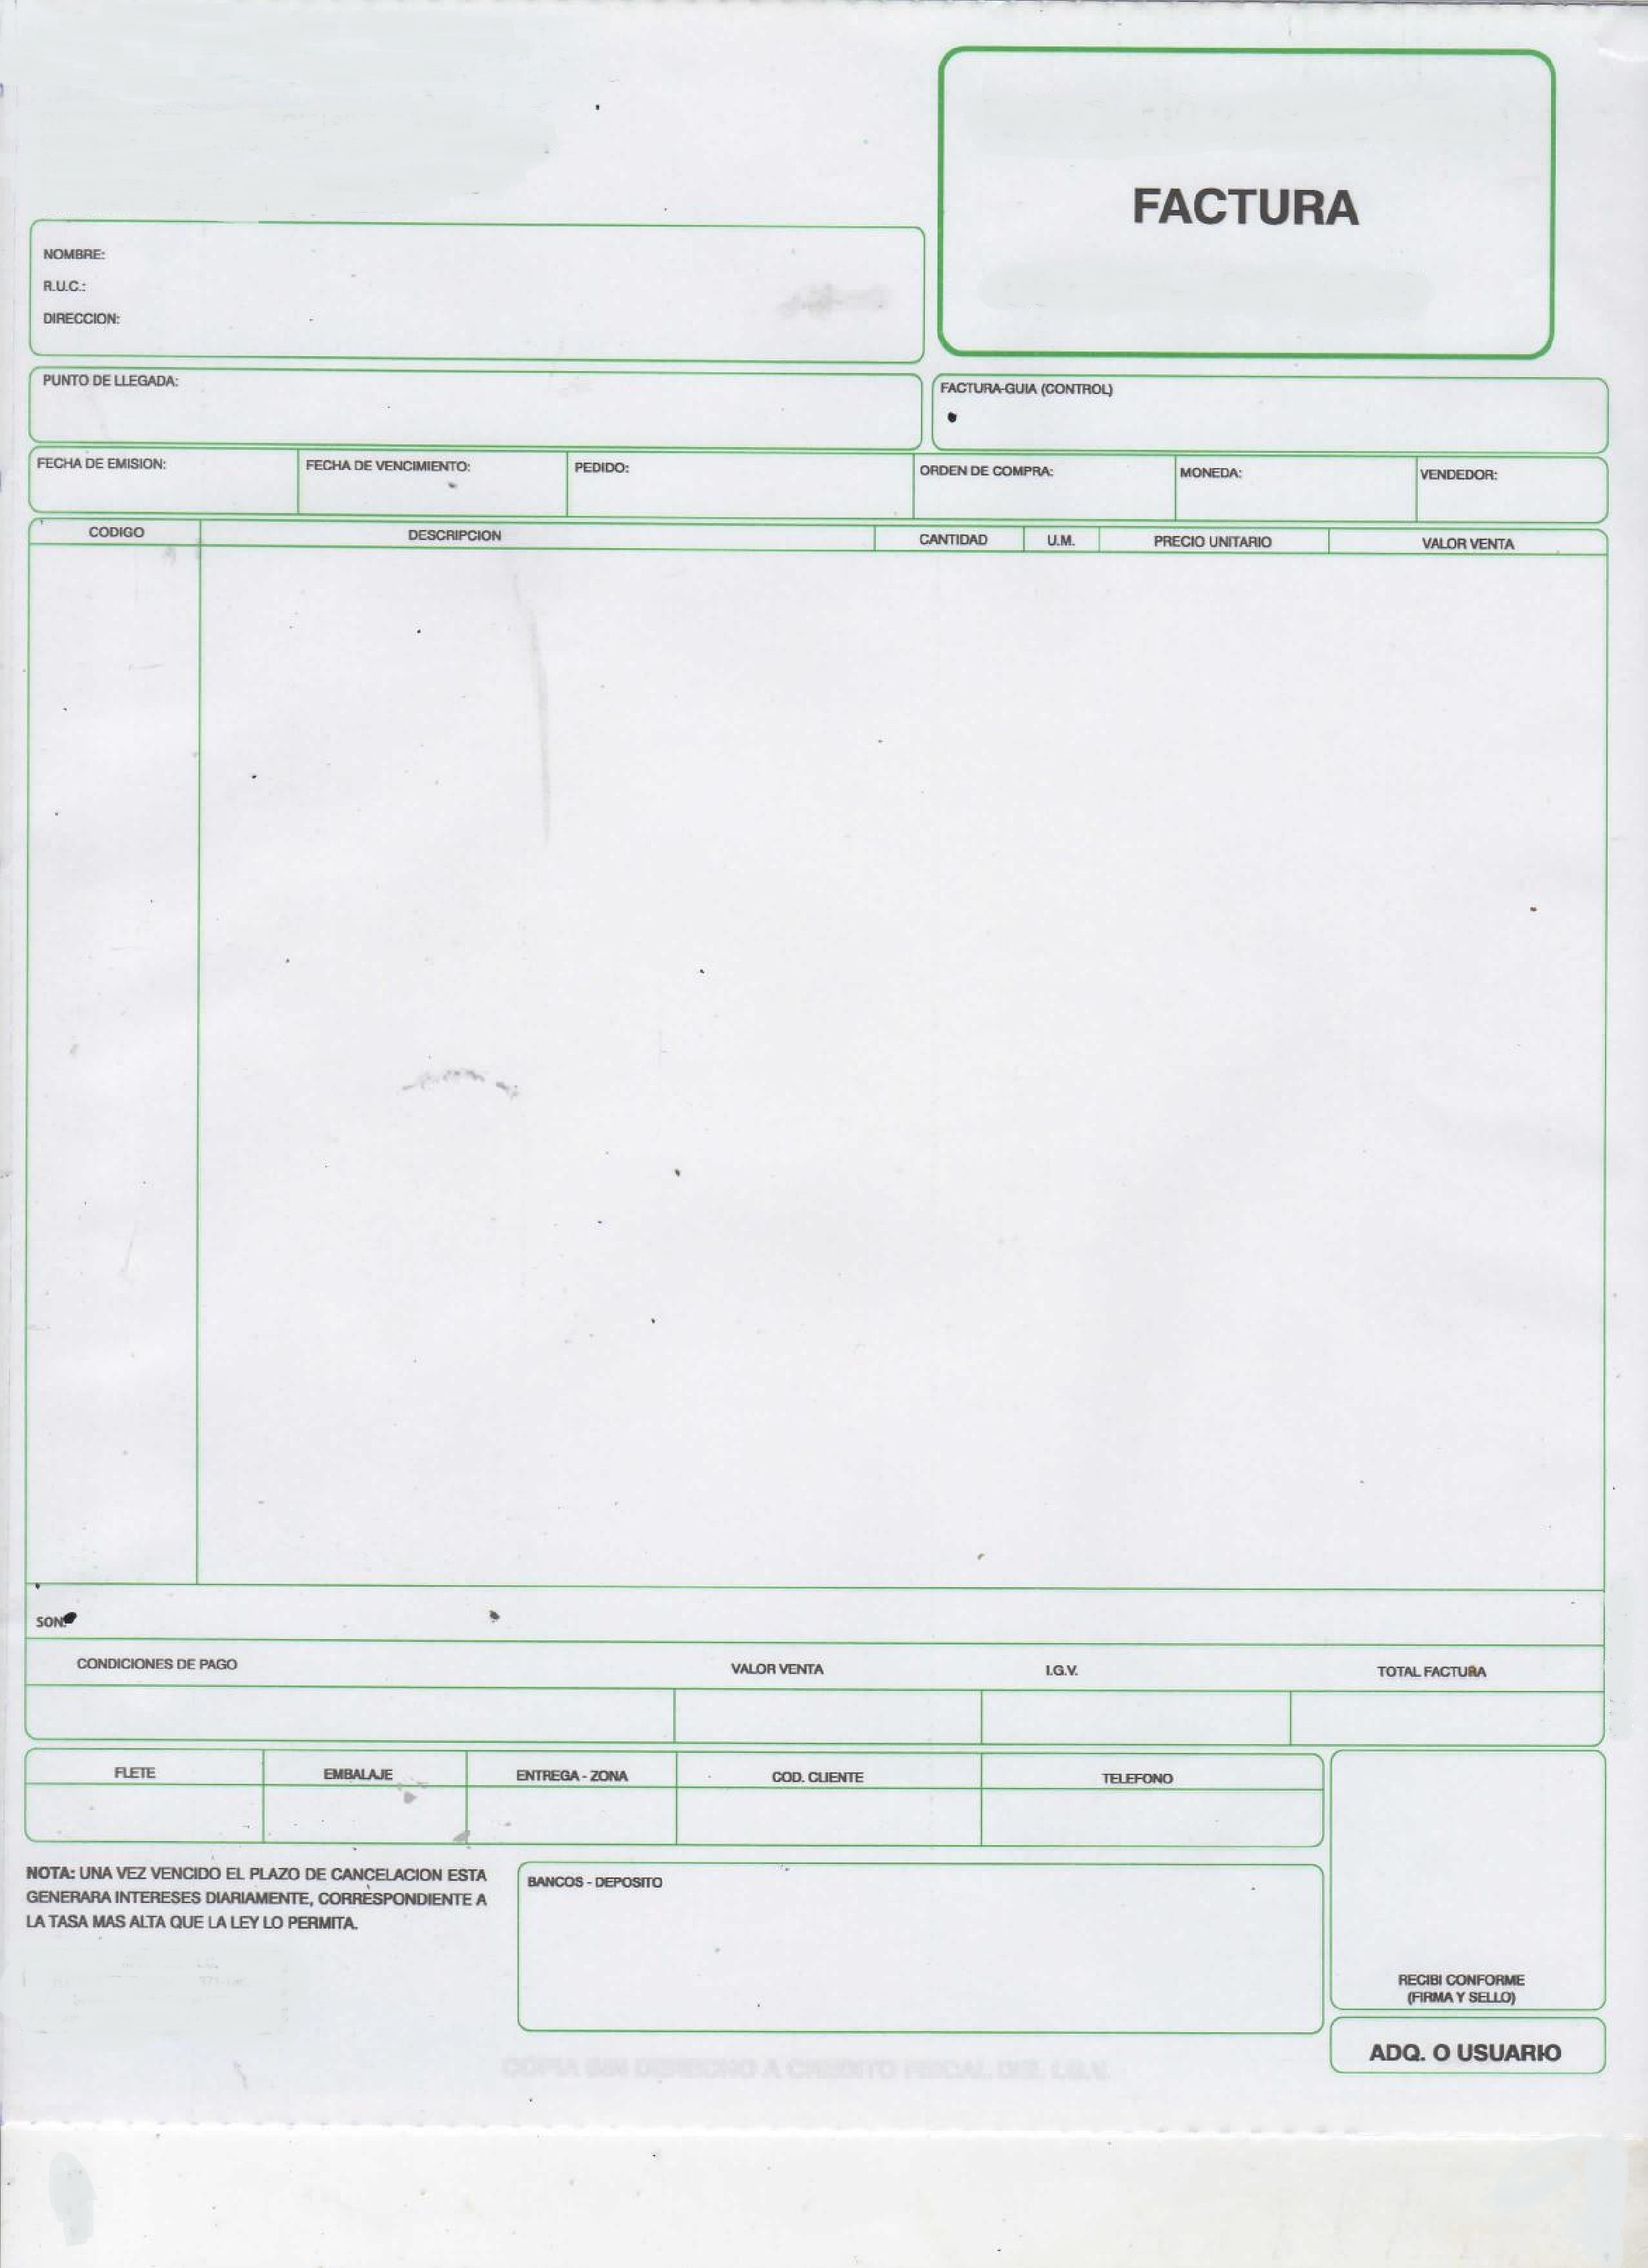 FACTURA
NOMBRE:
R.U.C.:
DIRECCION:
PUNTO DE LLEGADA:
FACTURA-GUIA (CONTROL)
FECHA DE EMISION: FECHA DE VENCIMIENTO: PEDIDO: ORDEN DE COMPRA: MONEDA: VENDEDOR:
CODIGO DESCRIPCION CANTIDAD U.M. PRECIO UNITARIO VALOR VENTA
SON:
CONDICIONES DE PAGO VALOR VENTA I.G.V. TOTAL FACTURA
FLETE EMBALAJE ENTREGA - ZONA COD. CLIENTE TELEFONO
NOTA: UNA VEZ VENCIDO EL PLAZO DE CANCELACION ESTA
GENERARA INTERESES DIARIAMENTE, CORRESPONDIENTE A
LA TASA MAS ALTA QUE LA LEY LO PERMITA.
BANCOS - DEPOSITO
RECIBI CONFORME
(FIRMA Y SELLO)
ADQ. O USUARIO
COPIA SIN DERECHO A CREDITO FISCAL DEL I.G.V.